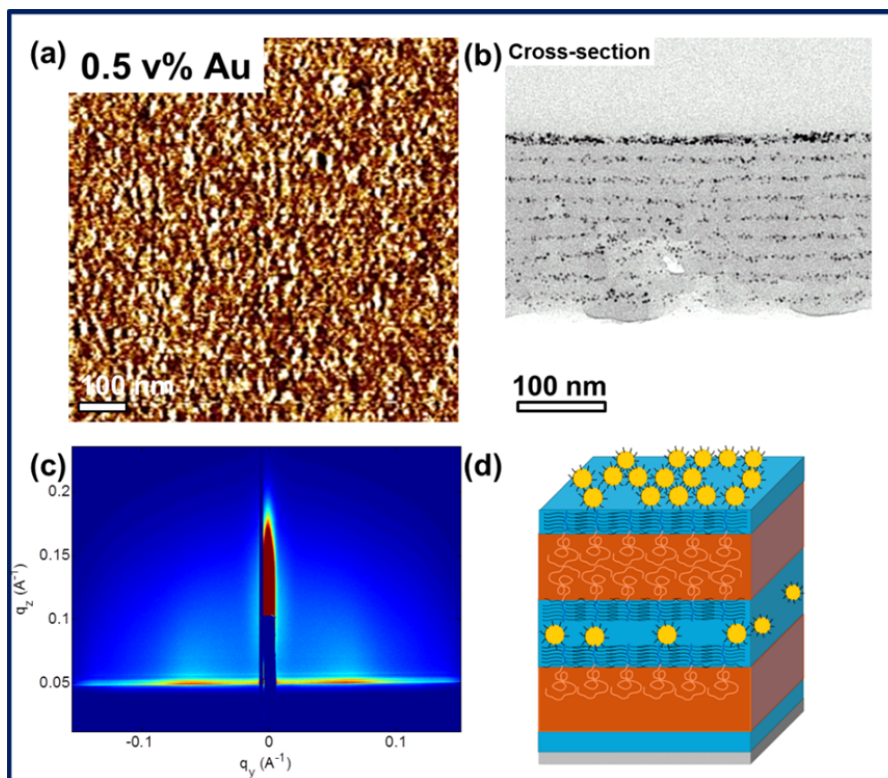 (a) 0.5 v% Au
100 nm
(b) Cross-section
100 nm
(c)
0.2
0.15
0.1
0.05
q_z (A⁻¹)
-0.1 0 0.1
q_y (A⁻¹)
(d)